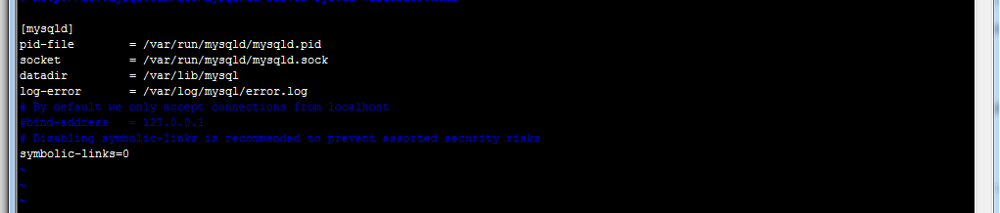 [mysqld]
pid-file        = /var/run/mysqld/mysqld.pid
socket          = /var/run/mysqld/mysqld.sock
datadir         = /var/lib/mysql
log-error       = /var/log/mysql/error.log
# By default we only accept connections from localhost
#bind-address   = 127.0.0.1
# Disabling symbolic-links is recommended to prevent assorted security risks
symbolic-links=0
~
~
~